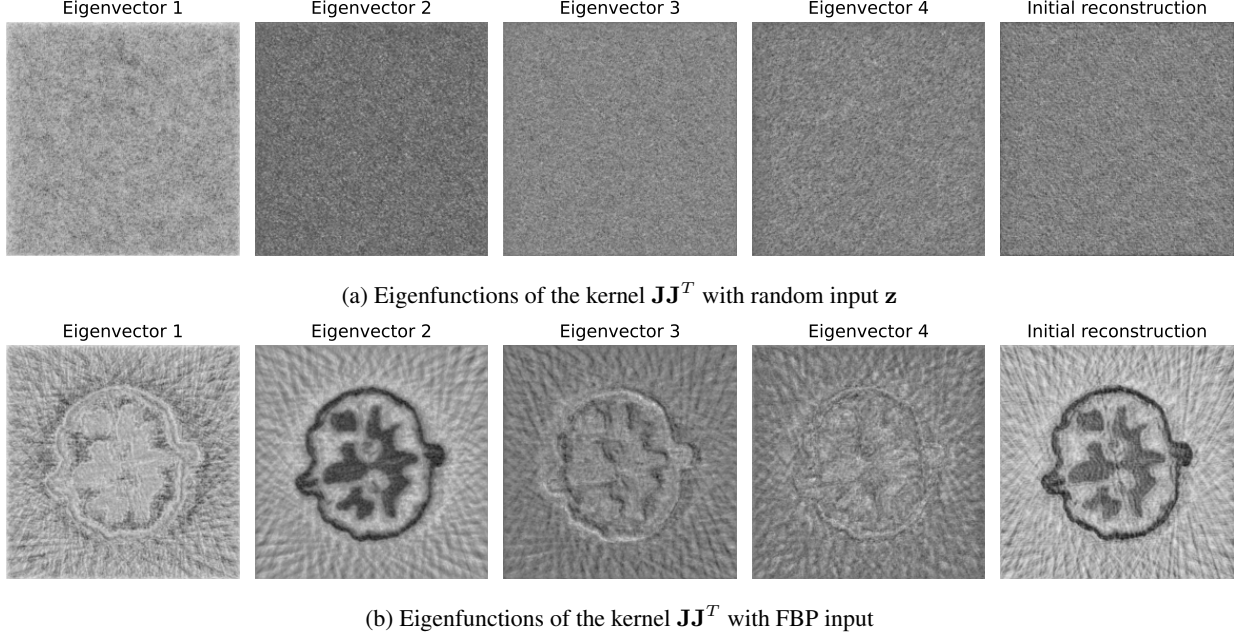 Eigenvector 1 Eigenvector 2 Eigenvector 3 Eigenvector 4 Initial reconstruction
(a) Eigenfunctions of the kernel JJ^T with random input z
Eigenvector 1 Eigenvector 2 Eigenvector 3 Eigenvector 4 Initial reconstruction
(b) Eigenfunctions of the kernel JJ^T with FBP input